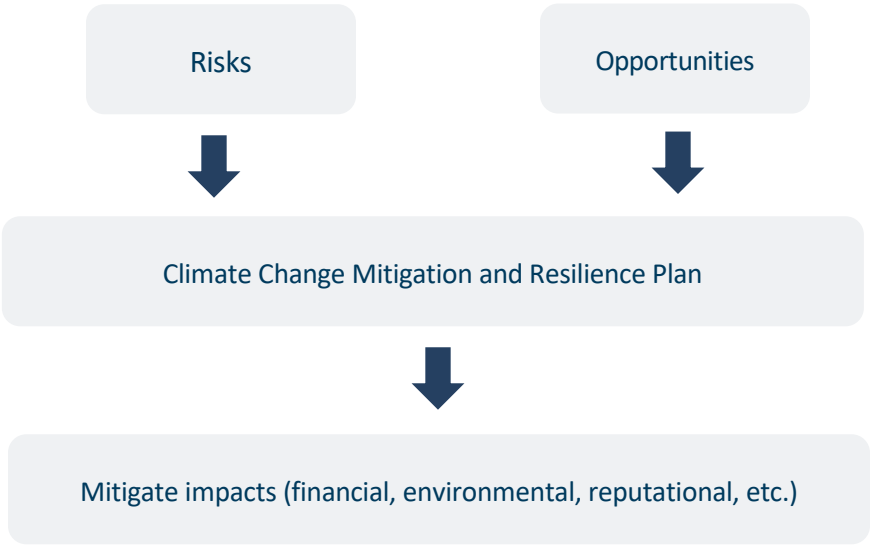 Risks
Opportunities
Climate Change Mitigation and Resilience Plan
Mitigate impacts (financial, environmental, reputational, etc.)